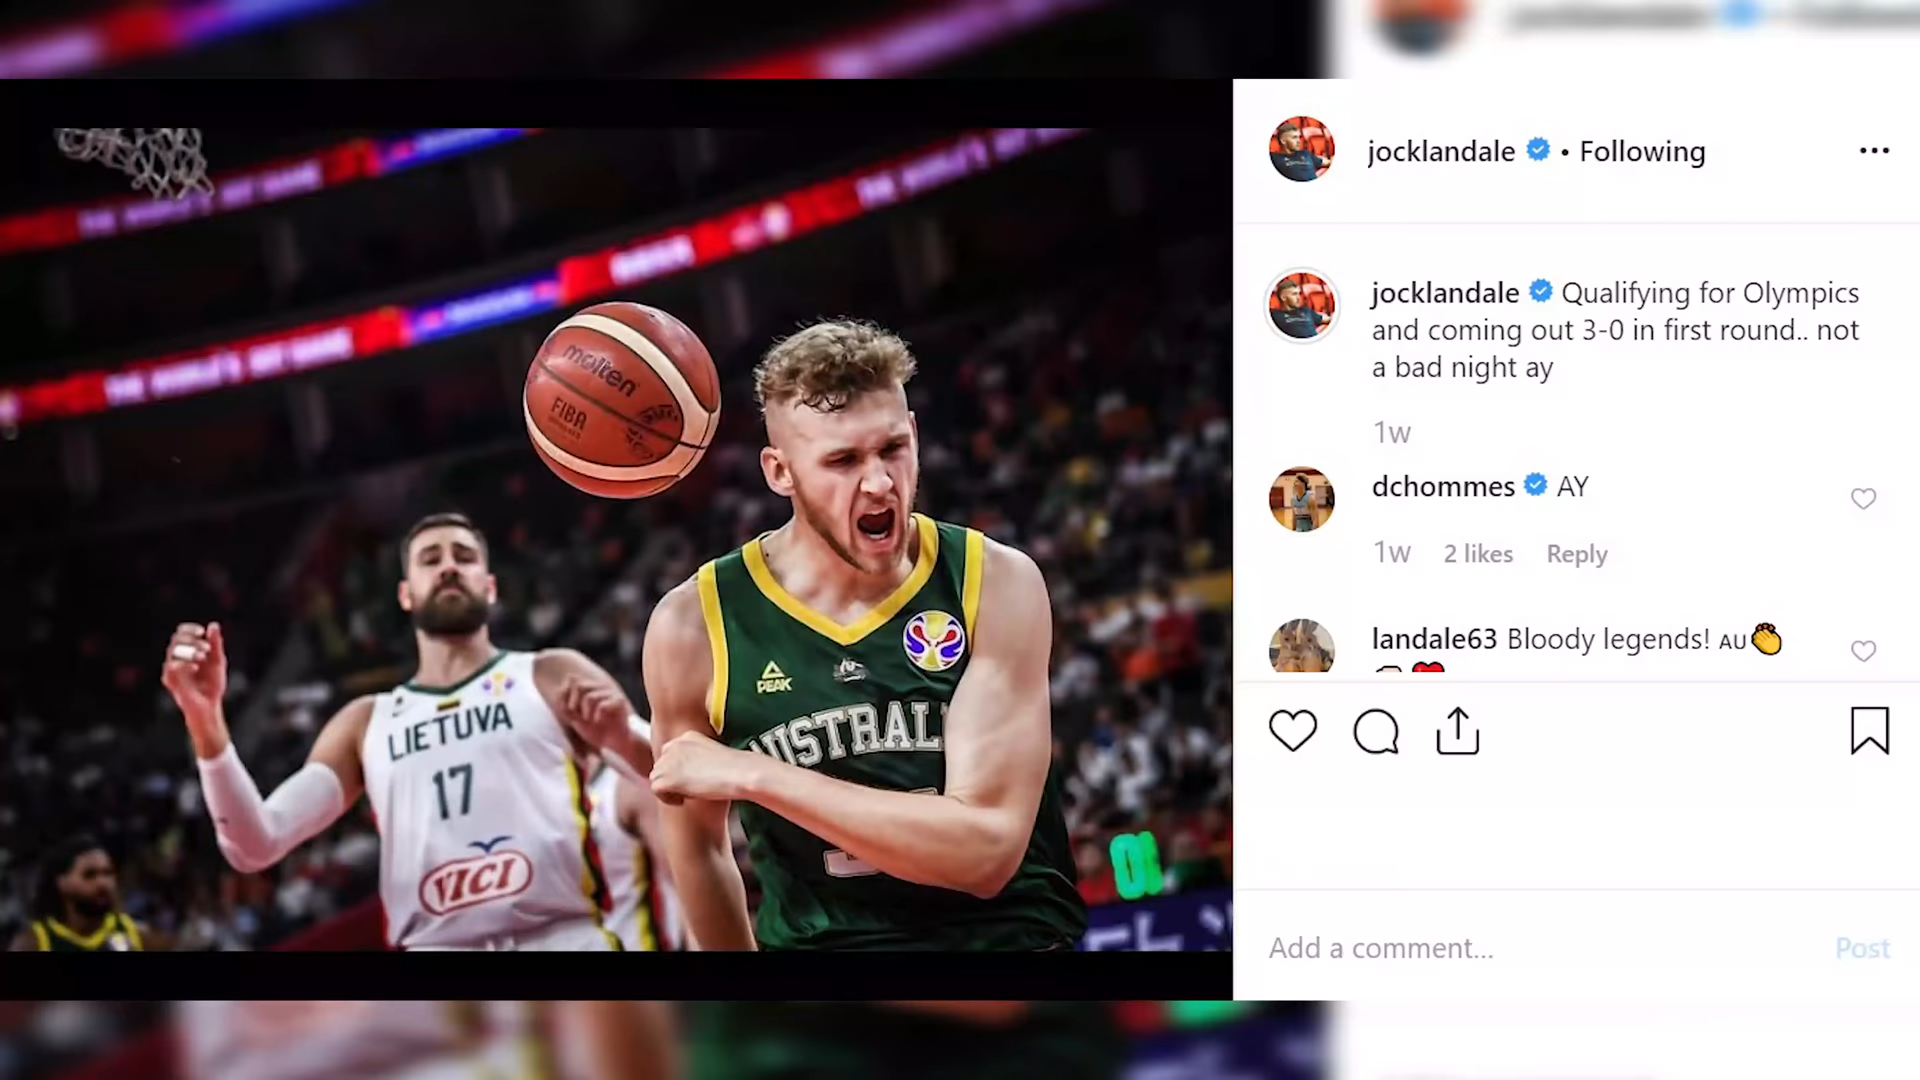 molten
FIBA
PEAK
LIETUVA
17
VICI
jocklandale • Following
jocklandale Qualifying for Olympics
and coming out 3-0 in first round.. not
a bad night ay
1w
dchommes AY
1w 2 likes Reply
landale63 Bloody legends! AU👏
Add a comment...
Post